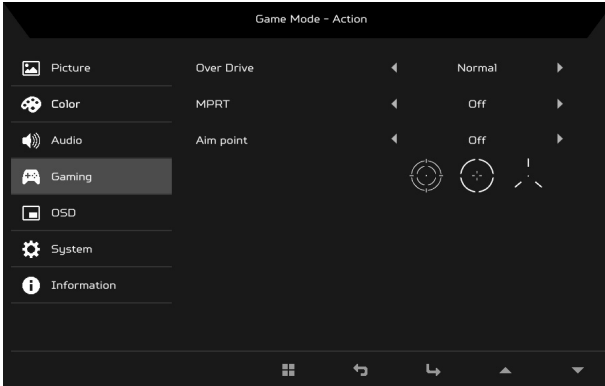 Game Mode - Action
Picture
Over Drive Normal
Color
MPRT Off
Audio
Aim point Off
Gaming
OSD
System
Information